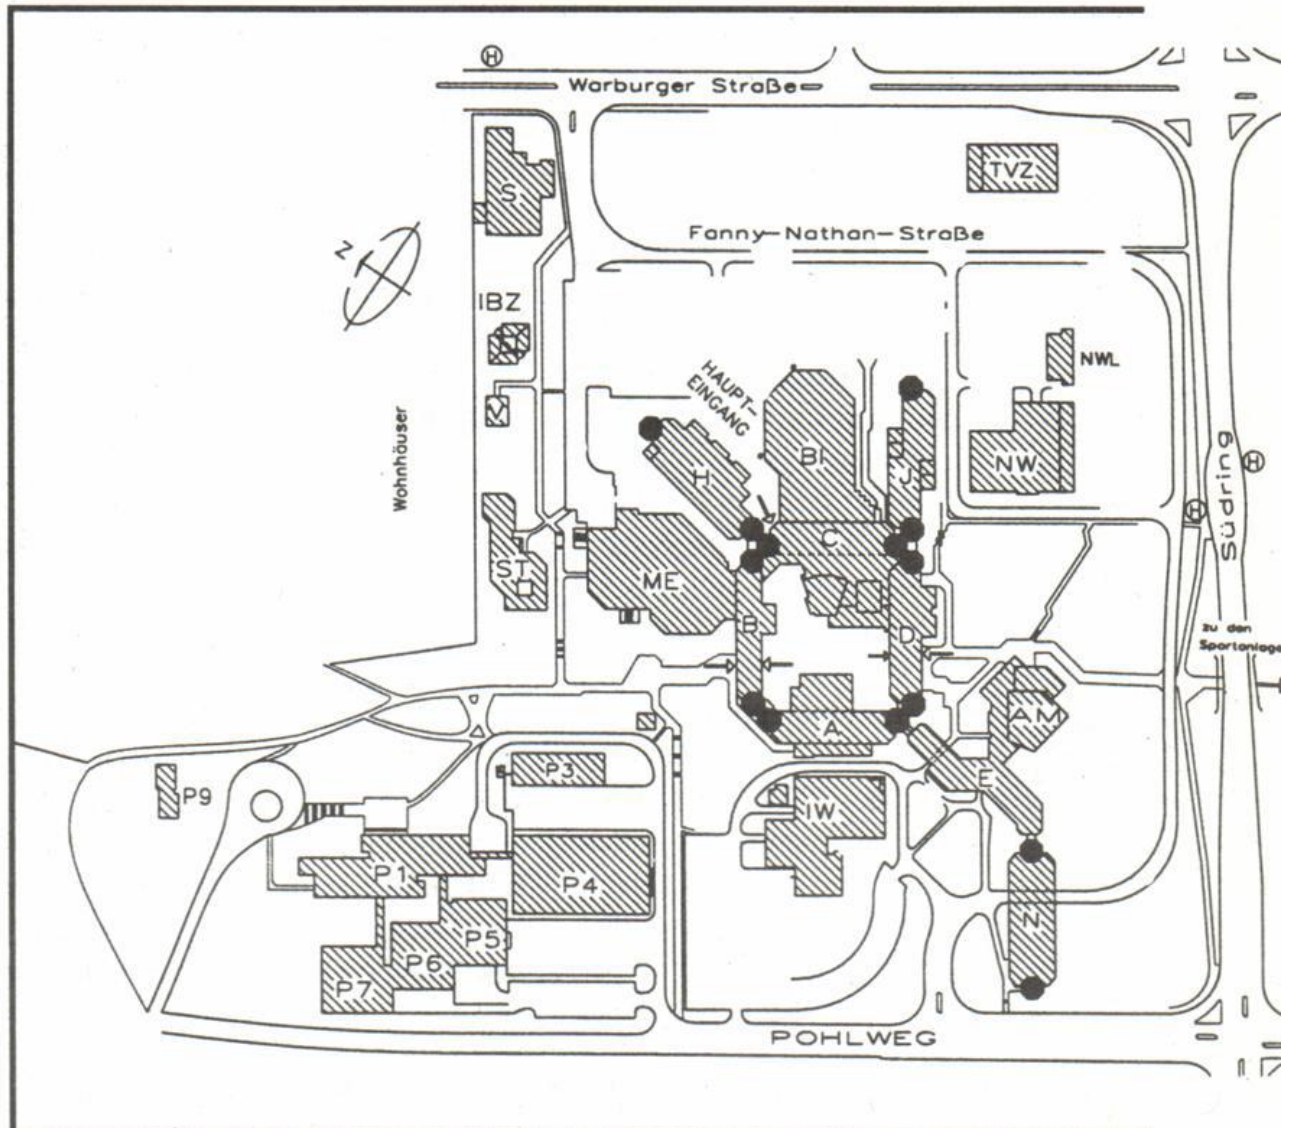 H
Warburger Straße
TVZ
S
Fanny-Nathan-Straße
N
IBZ
NWL
HAUPT-
EINGANG
V
Wohnhäuser
BI
NW
J
H
Südring
H
H
C
ST
ME
B
D
zu den
Sportanlage
AM
A
P3
E
P9
IW
P1
P4
N
P5
P6
P7
POHLWEG